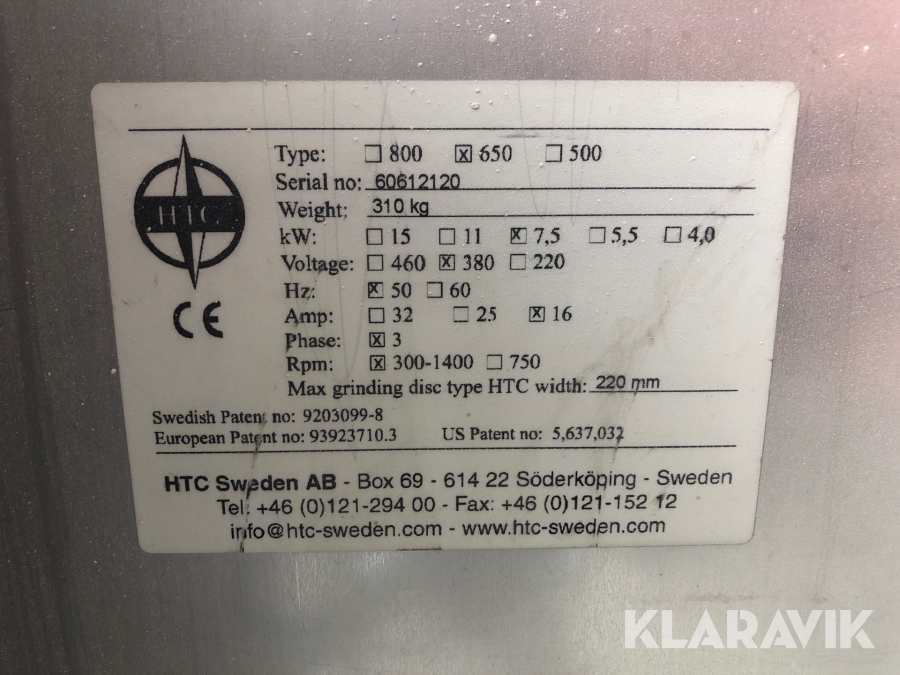 HTC
Type: ☐ 800 ☒ 650 ☐ 500
Serial no: 60612120
Weight: 310 kg
kW: ☐ 15 ☐ 11 ☒ 7,5 ☐ 5,5 ☐ 4,0
Voltage: ☐ 460 ☒ 380 ☐ 220
Hz: ☒ 50 ☐ 60
Amp: ☐ 32 ☐ 25 ☒ 16
Phase: ☒ 3
Rpm: ☒ 300-1400 ☐ 750
Max grinding disc type HTC width: 220 mm
CE
Swedish Patent no: 9203099-8
European Patent no: 93923710.3 US Patent no: 5,637,032
HTC Sweden AB - Box 69 - 614 22 Söderköping - Sweden
Tel: +46 (0)121-294 00 - Fax: +46 (0)121-152 12
info@htc-sweden.com - www.htc-sweden.com
KLARAVIK